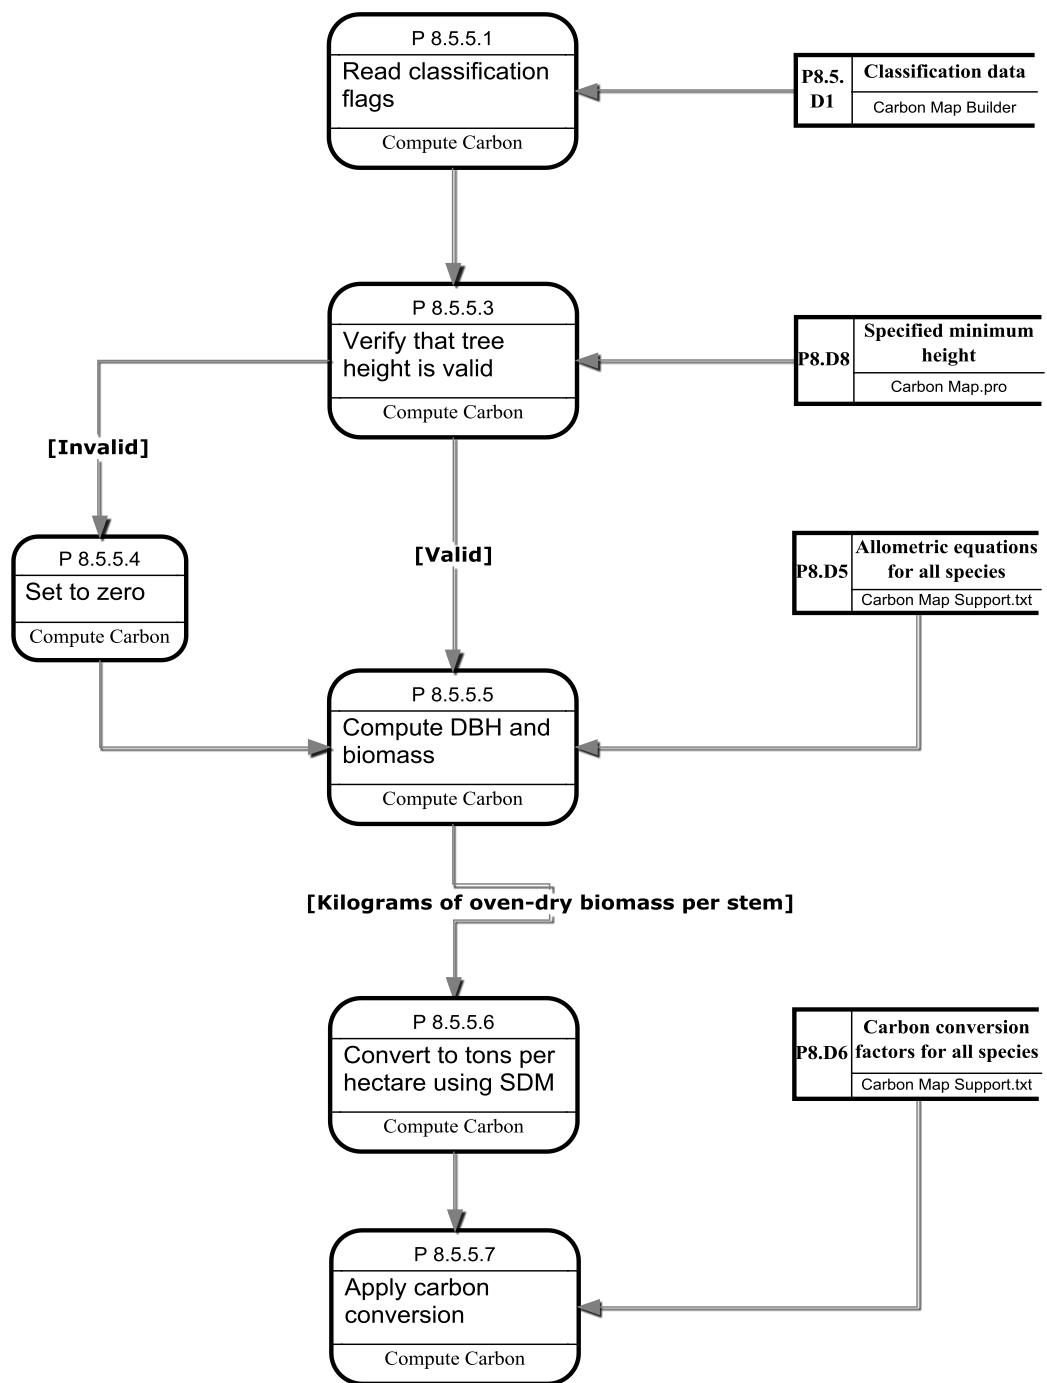 P 8.5.5.1
Read classification
flags
Compute Carbon
P8.5.
D1
Classification data
Carbon Map Builder
P 8.5.5.3
Verify that tree
height is valid
Compute Carbon
P8.D8
Specified minimum
height
Carbon Map.pro
[Invalid]
P 8.5.5.4
Set to zero
Compute Carbon
[Valid]
P8.D5
Allometric equations
for all species
Carbon Map Support.txt
P 8.5.5.5
Compute DBH and
biomass
Compute Carbon
[Kilograms of oven-dry biomass per stem]
P 8.5.5.6
Convert to tons per
hectare using SDM
Compute Carbon
P8.D6
Carbon conversion
factors for all species
Carbon Map Support.txt
P 8.5.5.7
Apply carbon
conversion
Compute Carbon